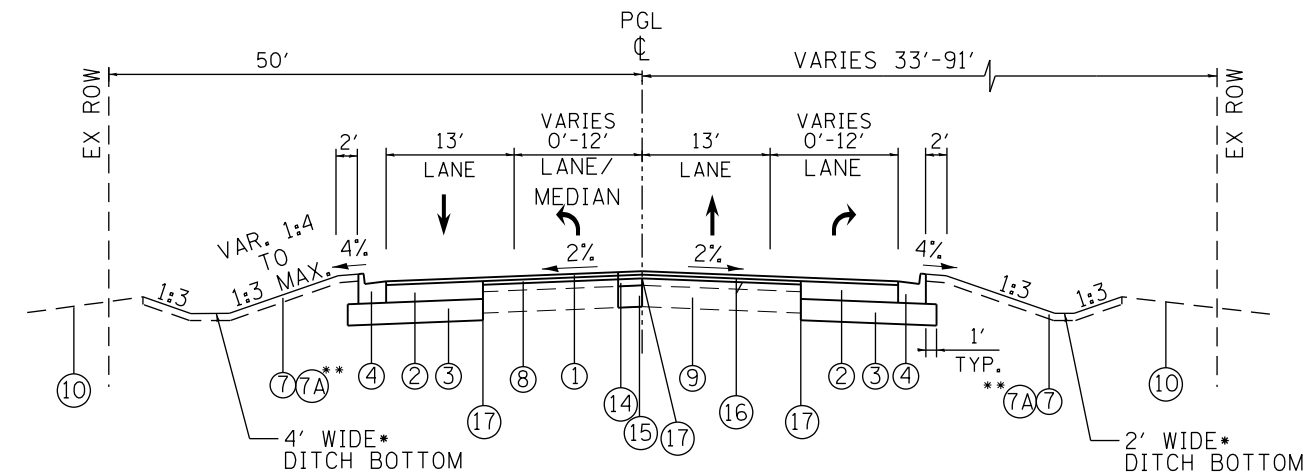 PGL
℄
50'
VARIES 33'-91'
EX ROW
EX ROW
2'
13'
LANE
VARIES
0'-12'
LANE/
MEDIAN
13'
LANE
VARIES
0'-12'
LANE
2'
VAR. 1:4
TO
MAX.
4%
2%
2%
4%
1:3
1:3
1:3
1:3
1'
TYP.
10
7
7A
**
4
2
3
17
8
1
14
15
17
9
16
17
2
3
4
**
7A
7
10
4' WIDE*
DITCH BOTTOM
2' WIDE*
DITCH BOTTOM